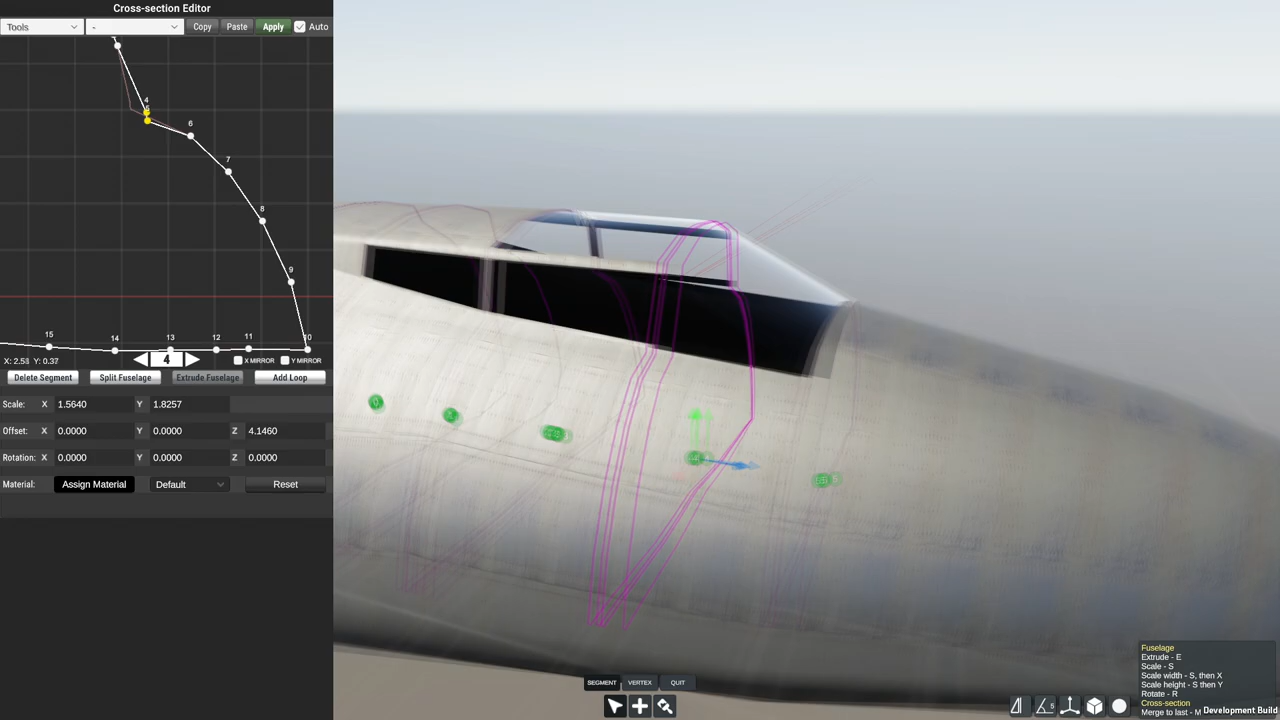 Cross-section Editor
Tools - Copy Paste Apply Auto
4
6
7
8
9
15 14 13 12 11 10
X: 2.58 Y: 0.37 4 X MIRROR Y MIRROR
Delete Segment Split Fuselage Extrude Fuselage Add Loop
Scale: X 1.5640 Y 1.8257
Offset: X 0.0000 Y 0.0000 Z 4.1460
Rotation: X 0.0000 Y 0.0000 Z 0.0000
Material: Assign Material Default Reset
SEGMENT VERTEX QUIT
Fuselage
Extrude - E
Scale - S
Scale width - S, then X
Scale height - S then Y
Rotate - R
Cross-section
Merge to last - M
Development Build